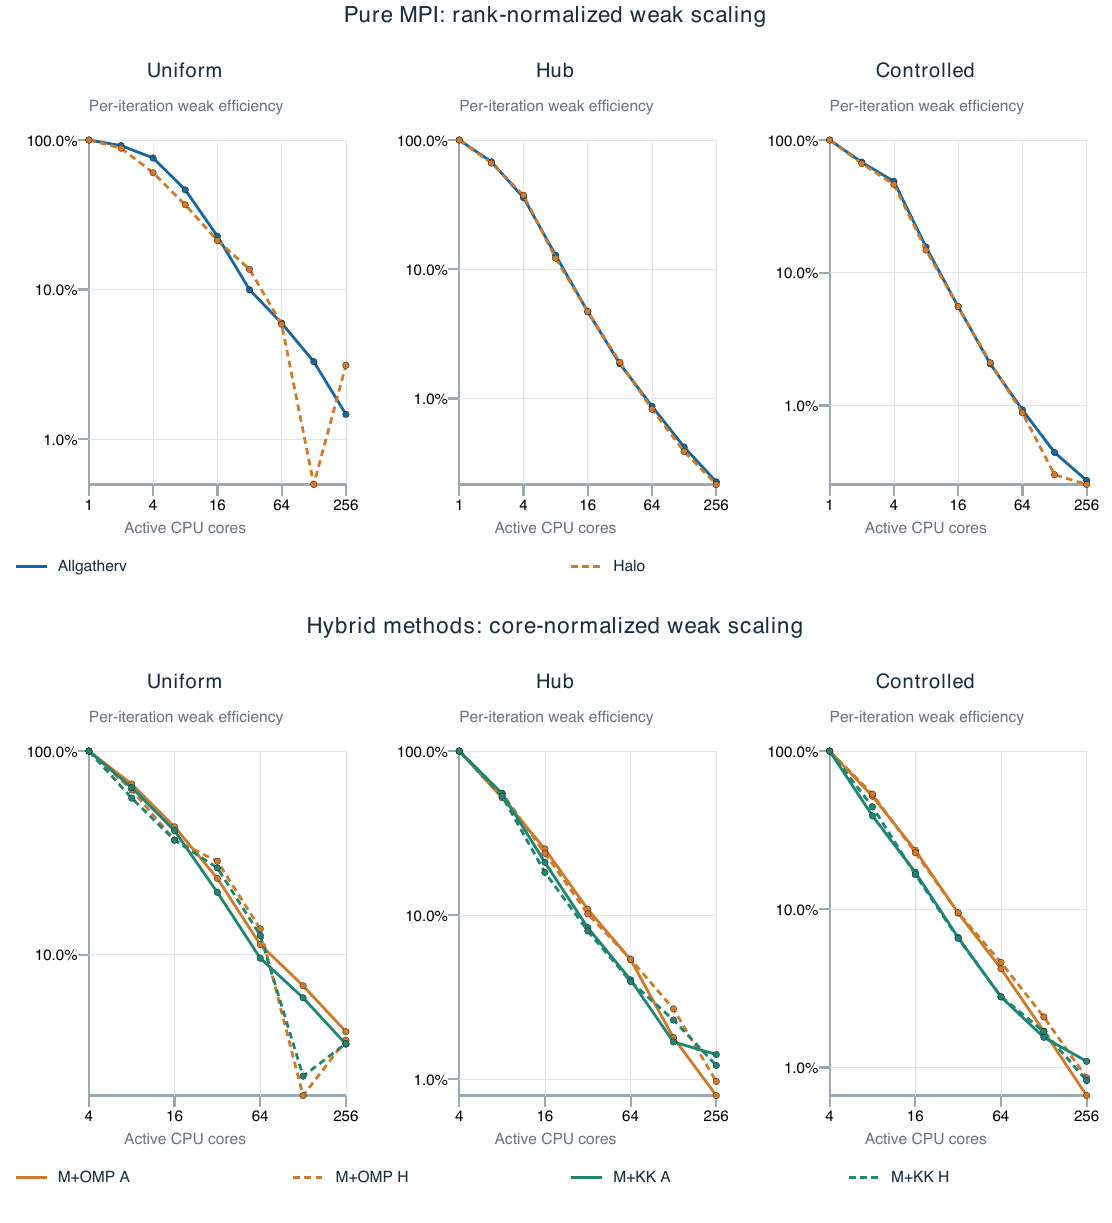 Pure MPI: rank-normalized weak scaling
Uniform
Hub
Controlled
Per-iteration weak efficiency
Per-iteration weak efficiency
Per-iteration weak efficiency
100.0%
10.0%
1.0%
1 4 16 64 256
Active CPU cores
100.0%
10.0%
1.0%
1 4 16 64 256
Active CPU cores
100.0%
10.0%
1.0%
1 4 16 64 256
Active CPU cores
Allgatherv
Halo
Hybrid methods: core-normalized weak scaling
Uniform
Hub
Controlled
Per-iteration weak efficiency
Per-iteration weak efficiency
Per-iteration weak efficiency
100.0%
10.0%
4 16 64 256
Active CPU cores
100.0%
10.0%
1.0%
4 16 64 256
Active CPU cores
100.0%
10.0%
1.0%
4 16 64 256
Active CPU cores
M+OMP A
M+OMP H
M+KK A
M+KK H